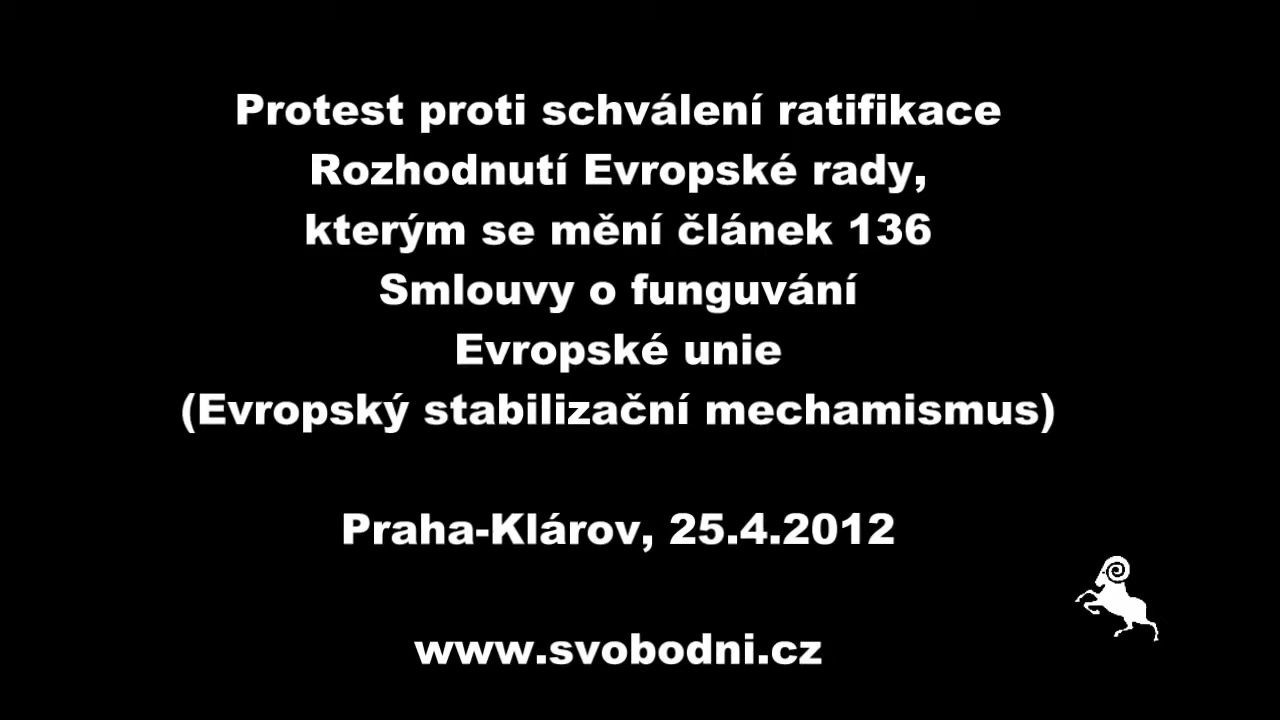 Protest proti schválení ratifikace
Rozhodnutí Evropské rady,
kterým se mění článek 136
Smlouvy o funguvání
Evropské unie
(Evropský stabilizační mechamismus)
Praha-Klárov, 25.4.2012
www.svobodni.cz